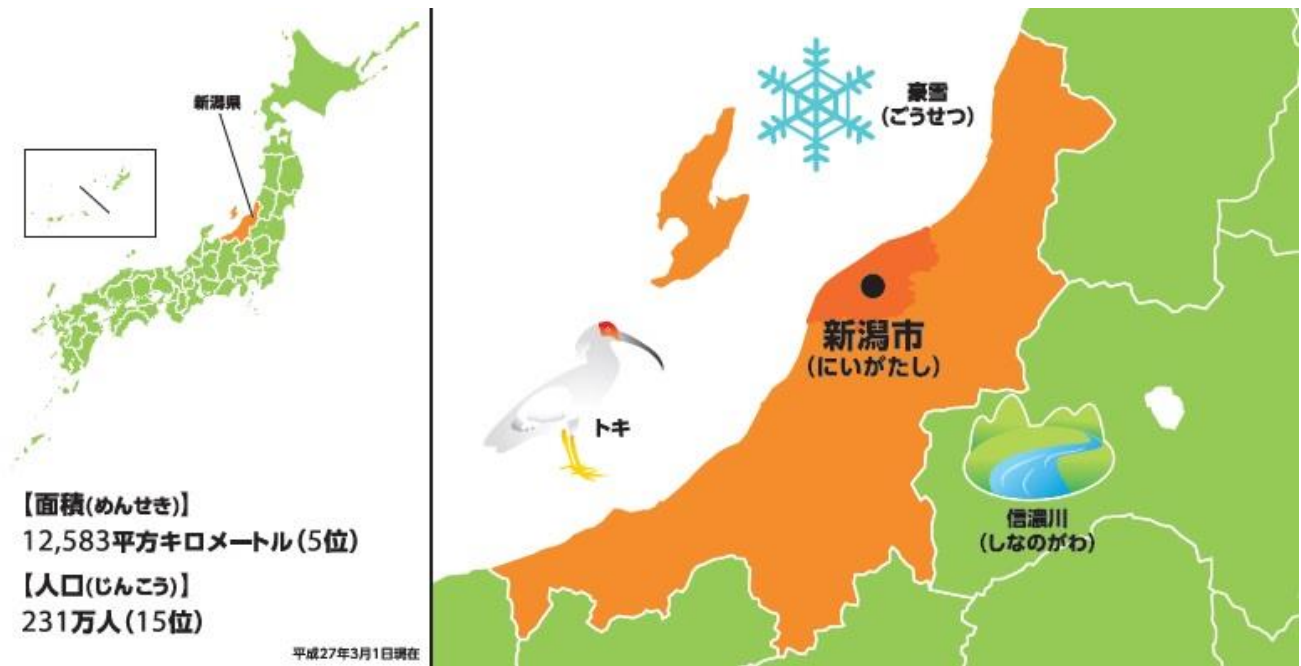 新潟県
【面積(めんせき)】
12,583平方キロメートル(5位)
【人口(じんこう)】
231万人(15位)
平成27年3月1日現在
豪雪
(ごうせつ)
新潟市
(にいがたし)
トキ
信濃川
(しなのがわ)